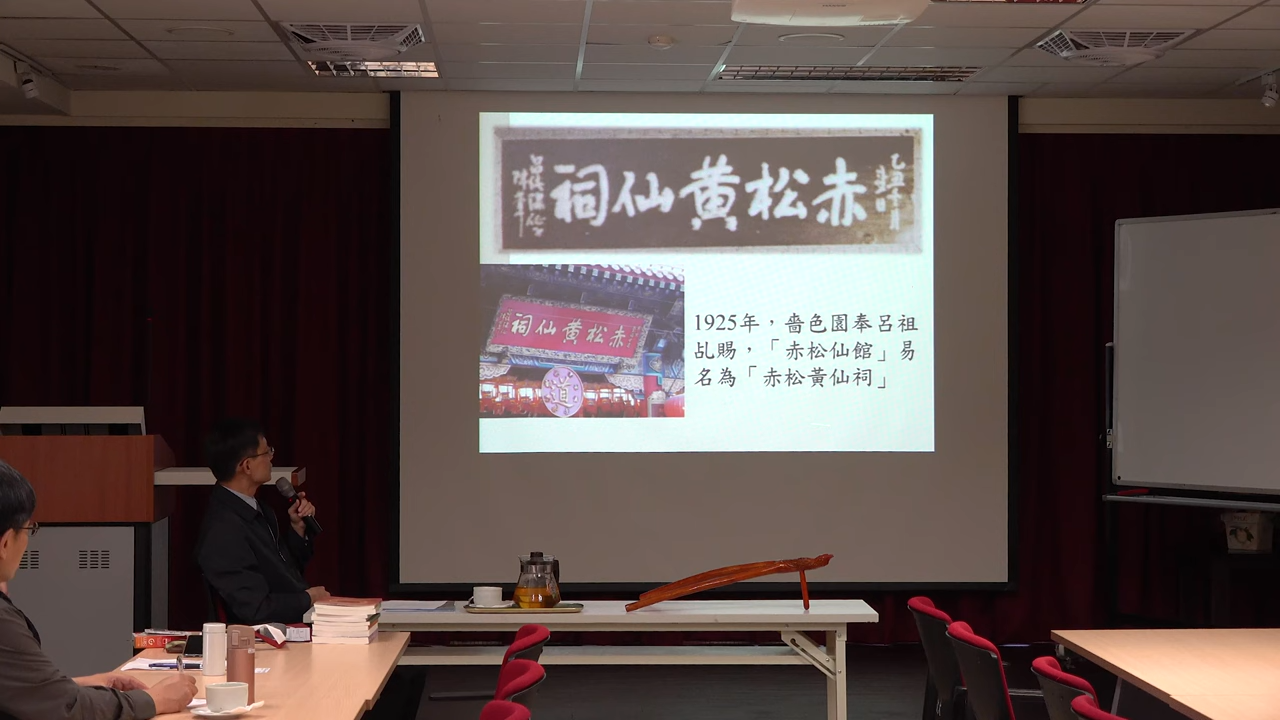 赤松黃仙祠
赤松黃仙祠
道
1925年，嗇色園奉呂祖
乩賜，「赤松仙館」易
名為「赤松黃仙祠」